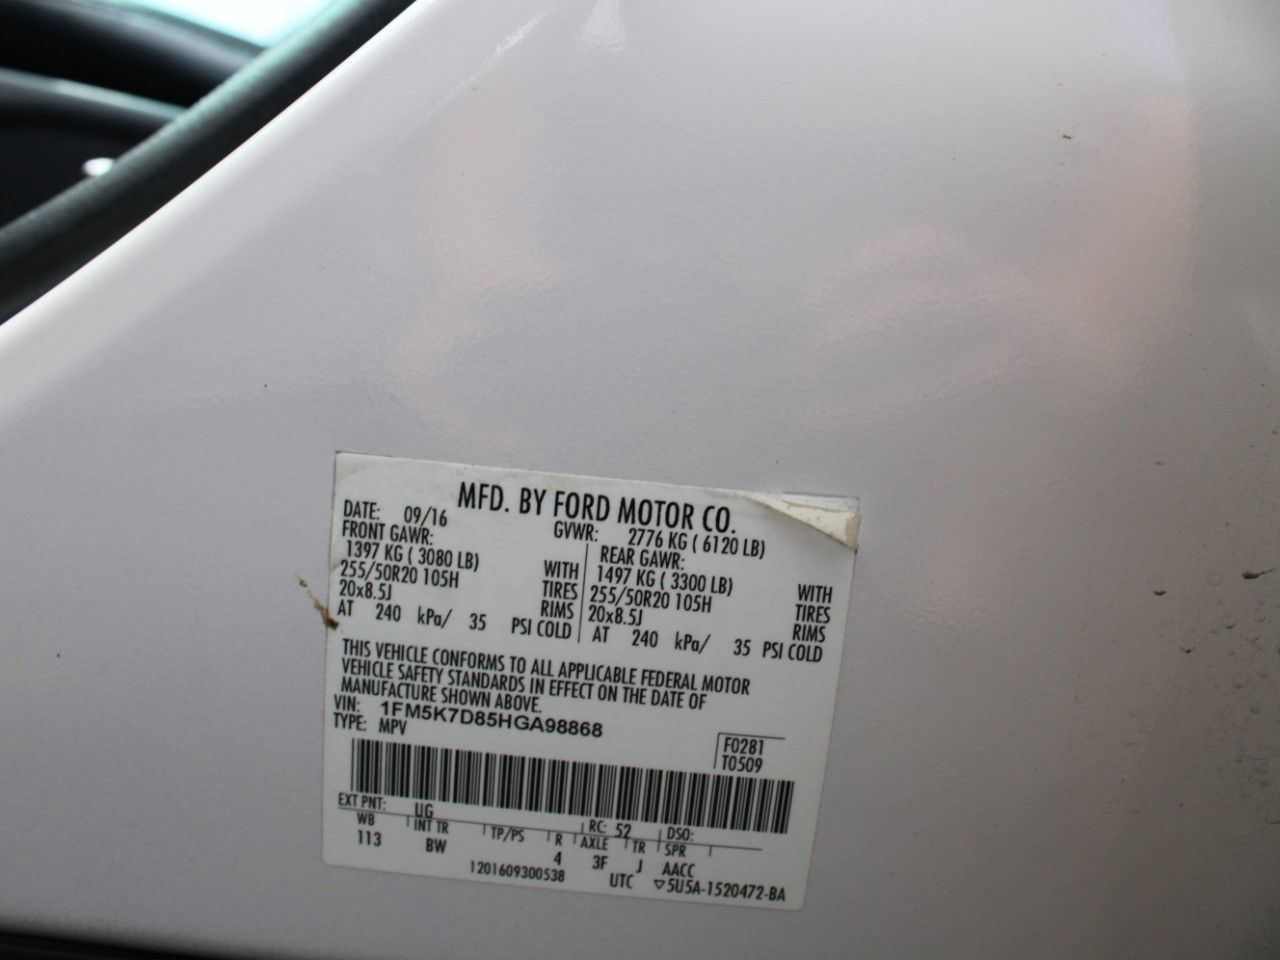 MFD. BY FORD MOTOR CO.
DATE: 09/16 GVWR: 2776 KG ( 6120 LB)
FRONT GAWR: REAR GAWR:
1397 KG ( 3080 LB) WITH 1497 KG ( 3300 LB) WITH
255/50R20 105H TIRES 255/50R20 105H TIRES
20x8.5J RIMS 20x8.5J RIMS
AT 240 kPa/ 35 PSI COLD AT 240 kPa/ 35 PSI COLD
THIS VEHICLE CONFORMS TO ALL APPLICABLE FEDERAL MOTOR
VEHICLE SAFETY STANDARDS IN EFFECT ON THE DATE OF
MANUFACTURE SHOWN ABOVE.
VIN: 1FM5K7D85HGA98868
TYPE: MPV
F0281
T0509
EXT PNT: UG RC: 52 DSO:
WB INT TR TP/PS R AXLE TR SPR
113 BW 4 3F J AACC
1201609300538 UTC ▽5U5A-1520472-BA